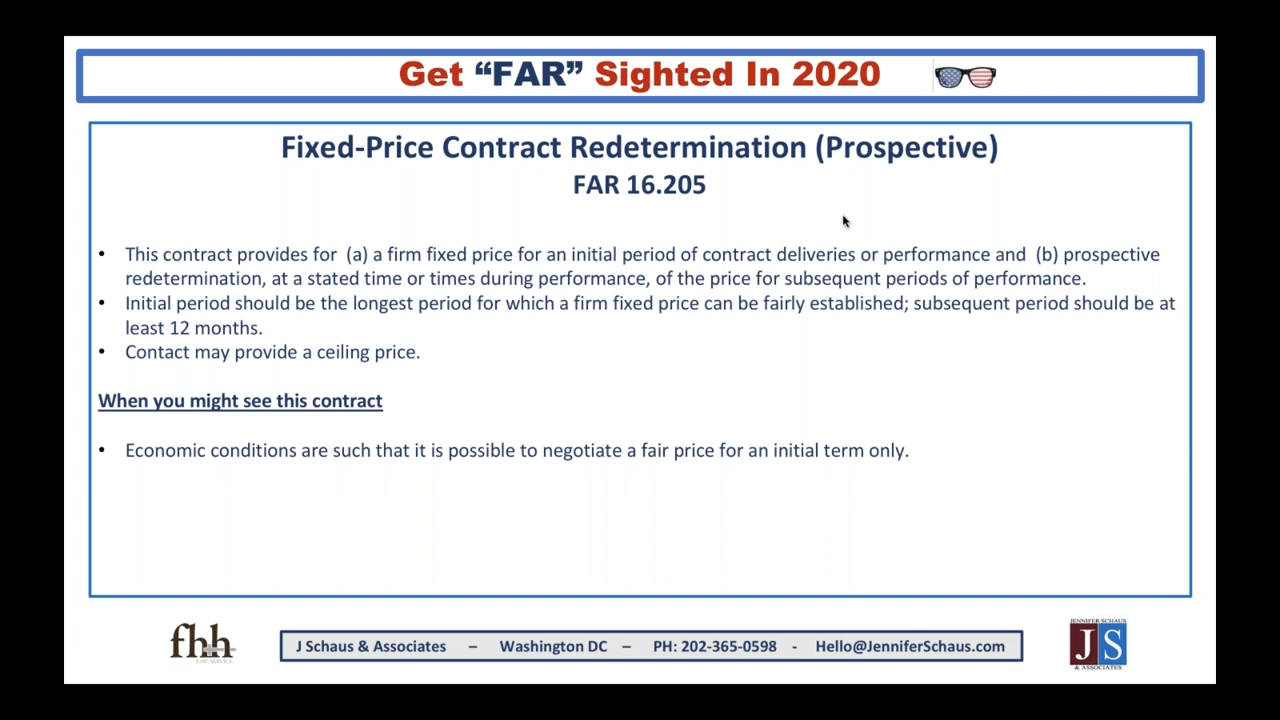 Get “FAR” Sighted In 2020
Fixed-Price Contract Redetermination (Prospective)
FAR 16.205
• This contract provides for (a) a firm fixed price for an initial period of contract deliveries or performance and (b) prospective
redetermination, at a stated time or times during performance, of the price for subsequent periods of performance.
• Initial period should be the longest period for which a firm fixed price can be fairly established; subsequent period should be at
least 12 months.
• Contact may provide a ceiling price.
When you might see this contract
• Economic conditions are such that it is possible to negotiate a fair price for an initial term only.
fhh
LAW SERVICE
J Schaus & Associates – Washington DC – PH: 202-365-0598 - Hello@JenniferSchaus.com
JENNIFER SCHAUS
JS
& ASSOCIATES